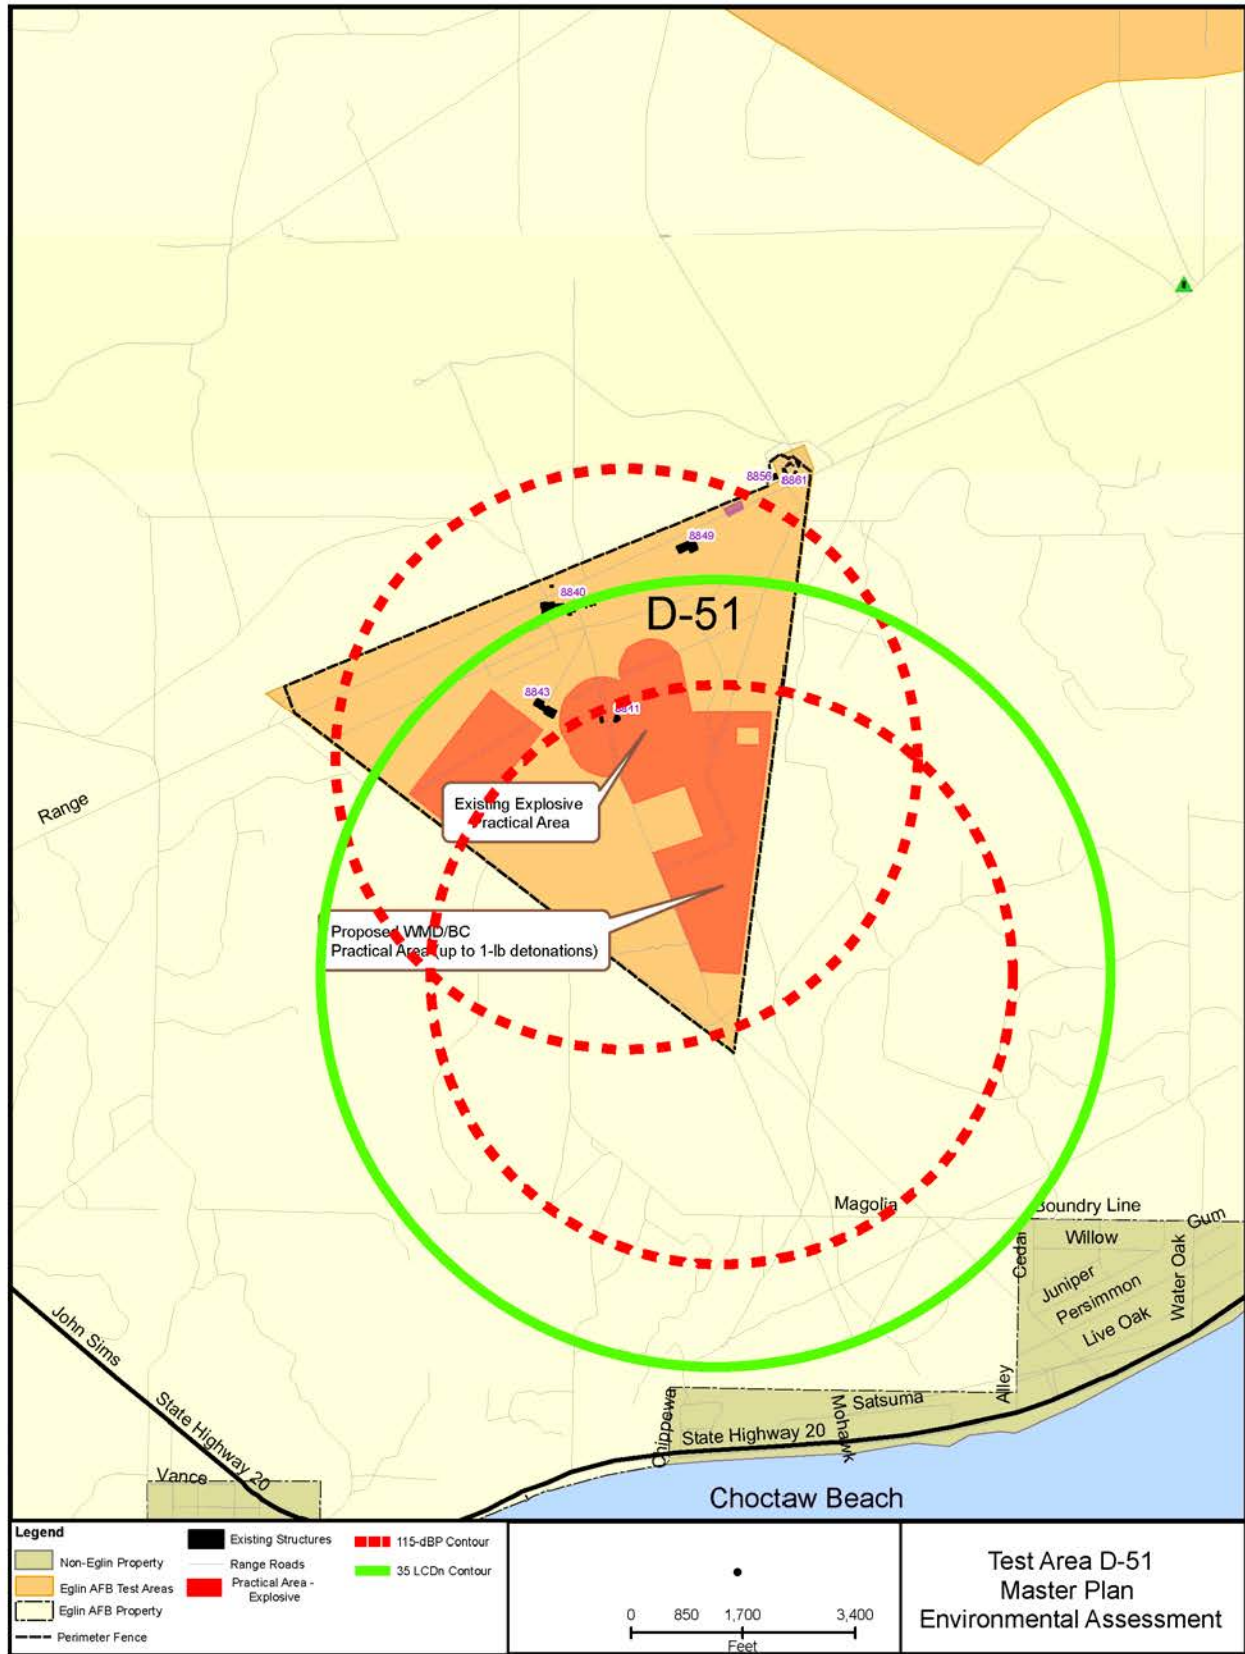 8856
8861
8849
8840
D-51
8843
8841
Range
Existing Explosive
Practical Area
Proposed WMD/BC
Practical Area (up to 1-lb detonations)
Magolia
Boundry Line
Gum
Willow
Cedar
Water Oak
Juniper
Persimmon
Live Oak
John Sims
State Highway 20
Alley
Satsuma
Chippewa
Mohawk
State Highway 20
Vance
Choctaw Beach
Legend
Non-Eglin Property
Eglin AFB Test Areas
Eglin AFB Property
Perimeter Fence
Existing Structures
Range Roads
Practical Area -
Explosive
115-dBP Contour
35 LCDn Contour
0 850 1,700 3,400
Feet
Test Area D-51
Master Plan
Environmental Assessment